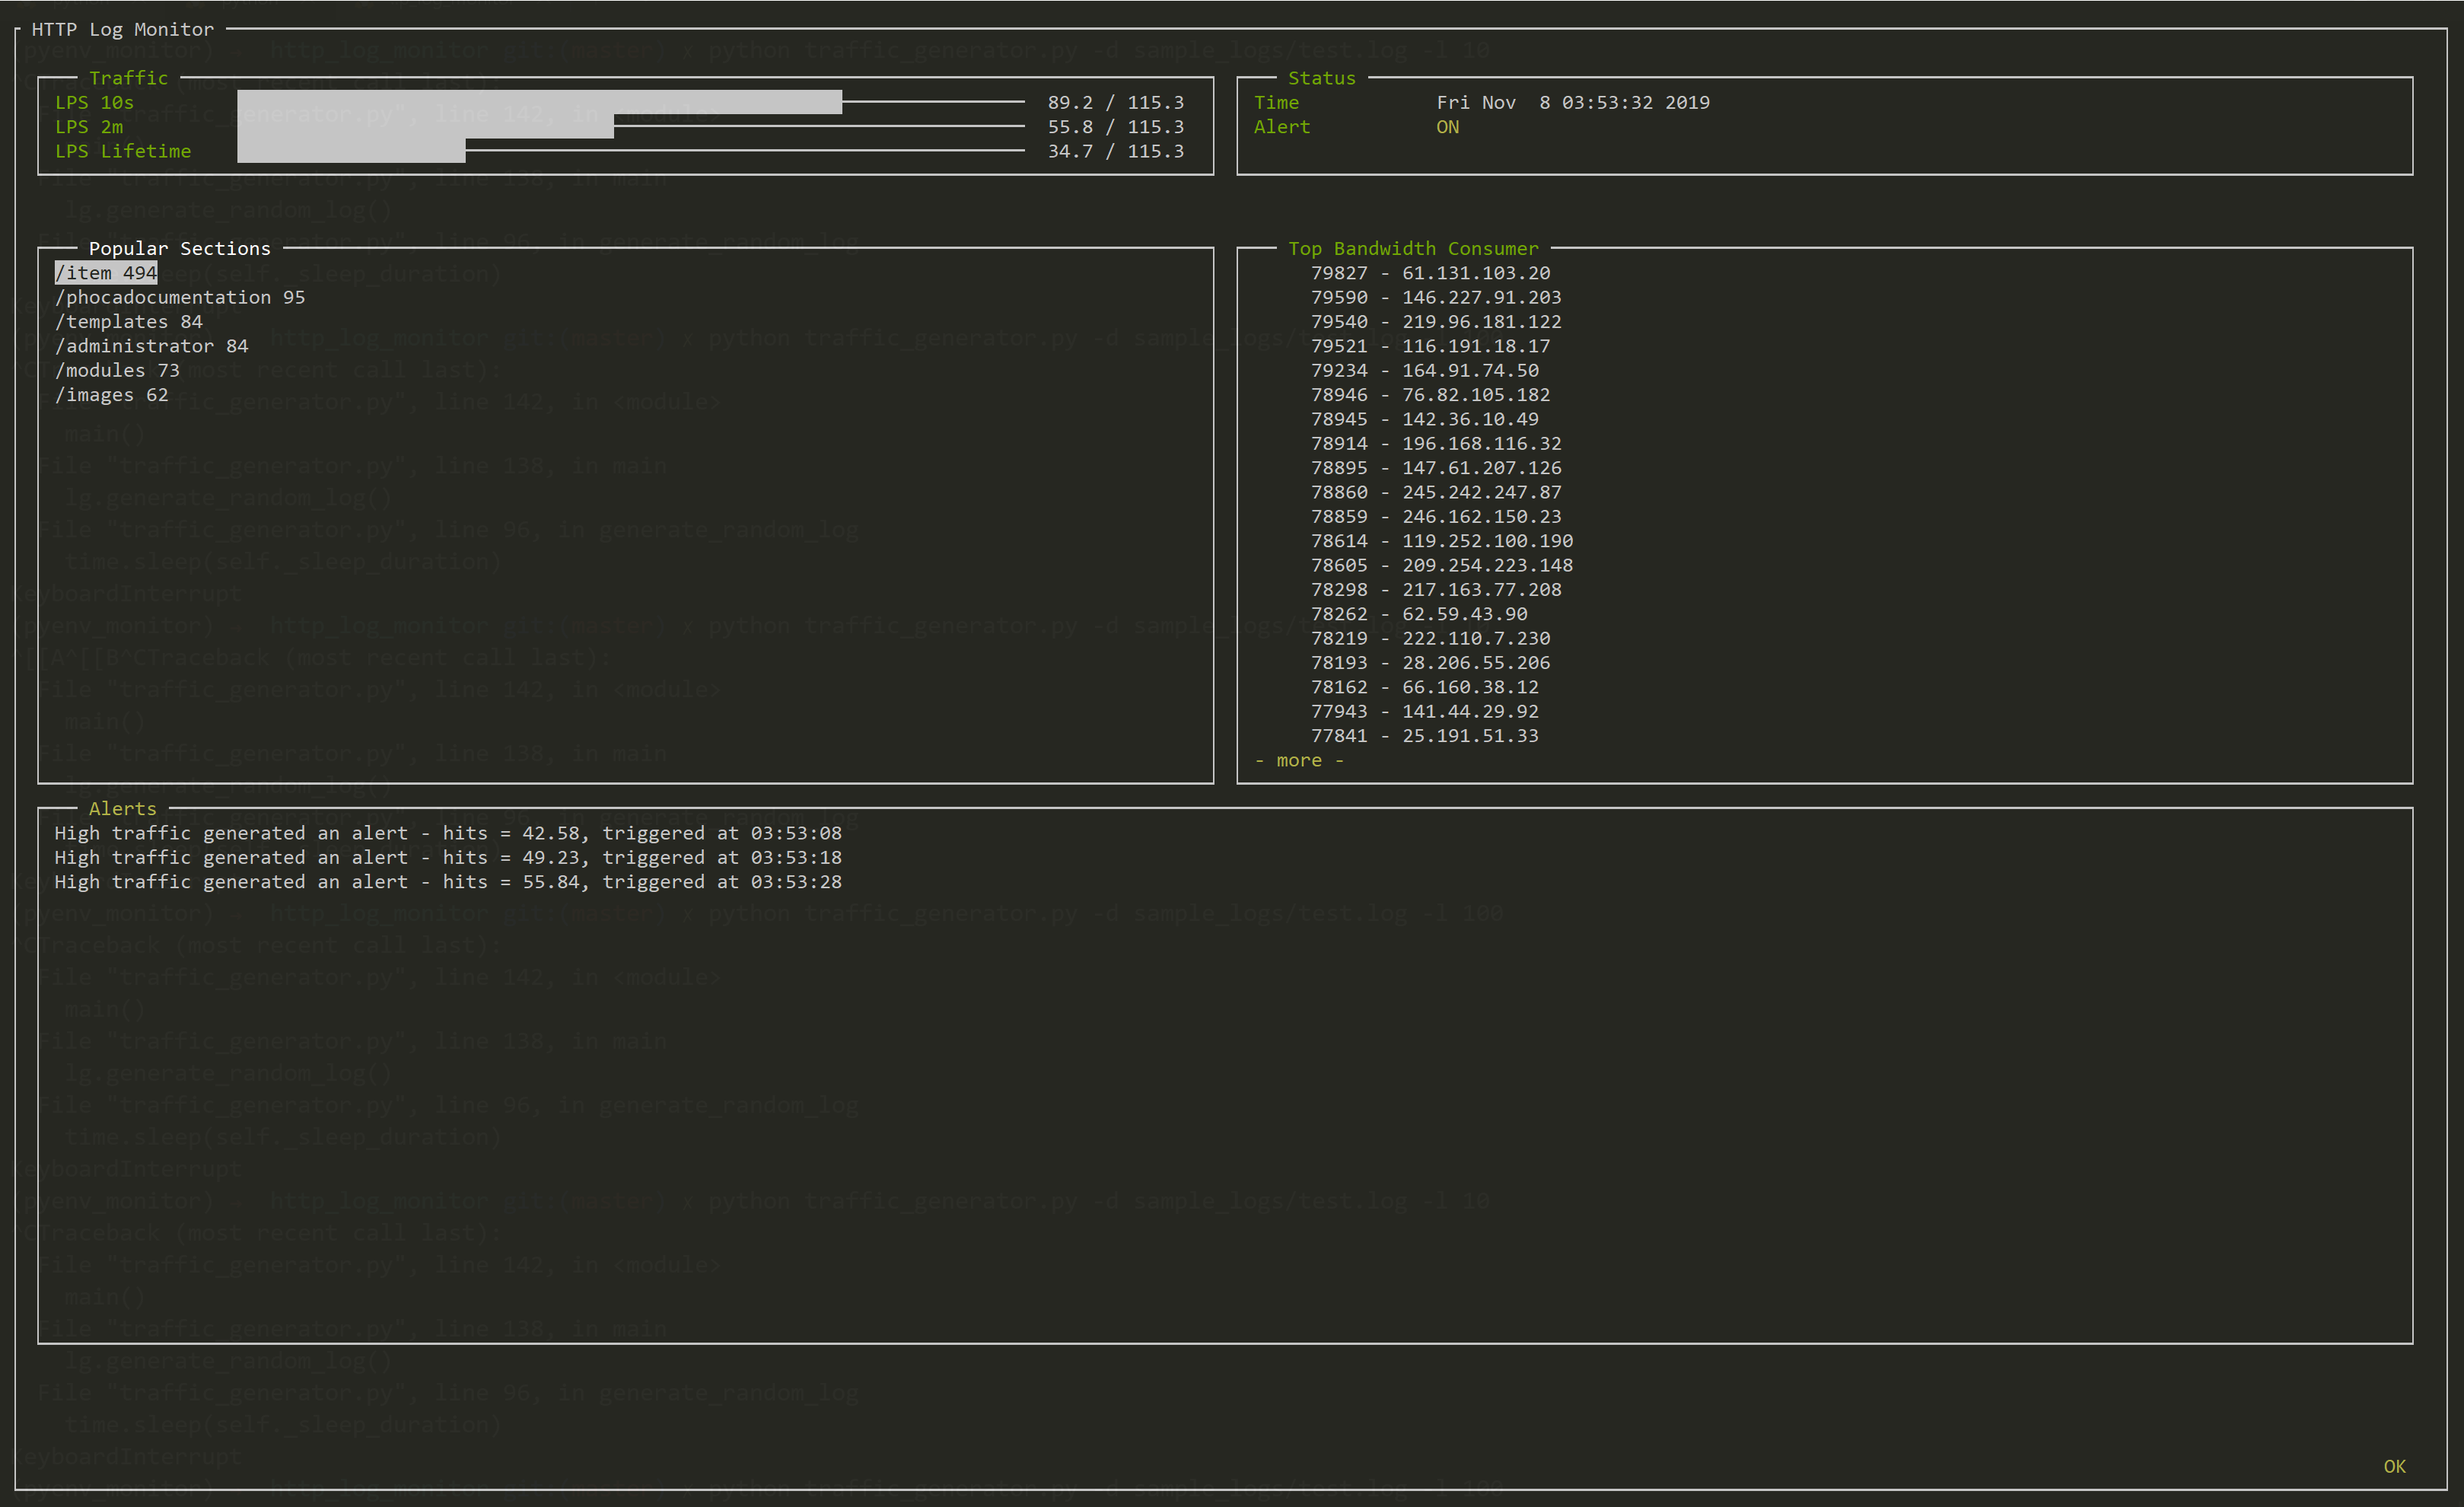 HTTP Log Monitor
Traffic
LPS 10s 89.2 / 115.3
LPS 2m 55.8 / 115.3
LPS Lifetime 34.7 / 115.3
Status
Time Fri Nov  8 03:53:32 2019
Alert ON
Popular Sections
/item 494
/phocadocumentation 95
/templates 84
/administrator 84
/modules 73
/images 62
Top Bandwidth Consumer
79827 - 61.131.103.20
79590 - 146.227.91.203
79540 - 219.96.181.122
79521 - 116.191.18.17
79234 - 164.91.74.50
78946 - 76.82.105.182
78945 - 142.36.10.49
78914 - 196.168.116.32
78895 - 147.61.207.126
78860 - 245.242.247.87
78859 - 246.162.150.23
78614 - 119.252.100.190
78605 - 209.254.223.148
78298 - 217.163.77.208
78262 - 62.59.43.90
78219 - 222.110.7.230
78193 - 28.206.55.206
78162 - 66.160.38.12
77943 - 141.44.29.92
77841 - 25.191.51.33
- more -
Alerts
High traffic generated an alert - hits = 42.58, triggered at 03:53:08
High traffic generated an alert - hits = 49.23, triggered at 03:53:18
High traffic generated an alert - hits = 55.84, triggered at 03:53:28
OK